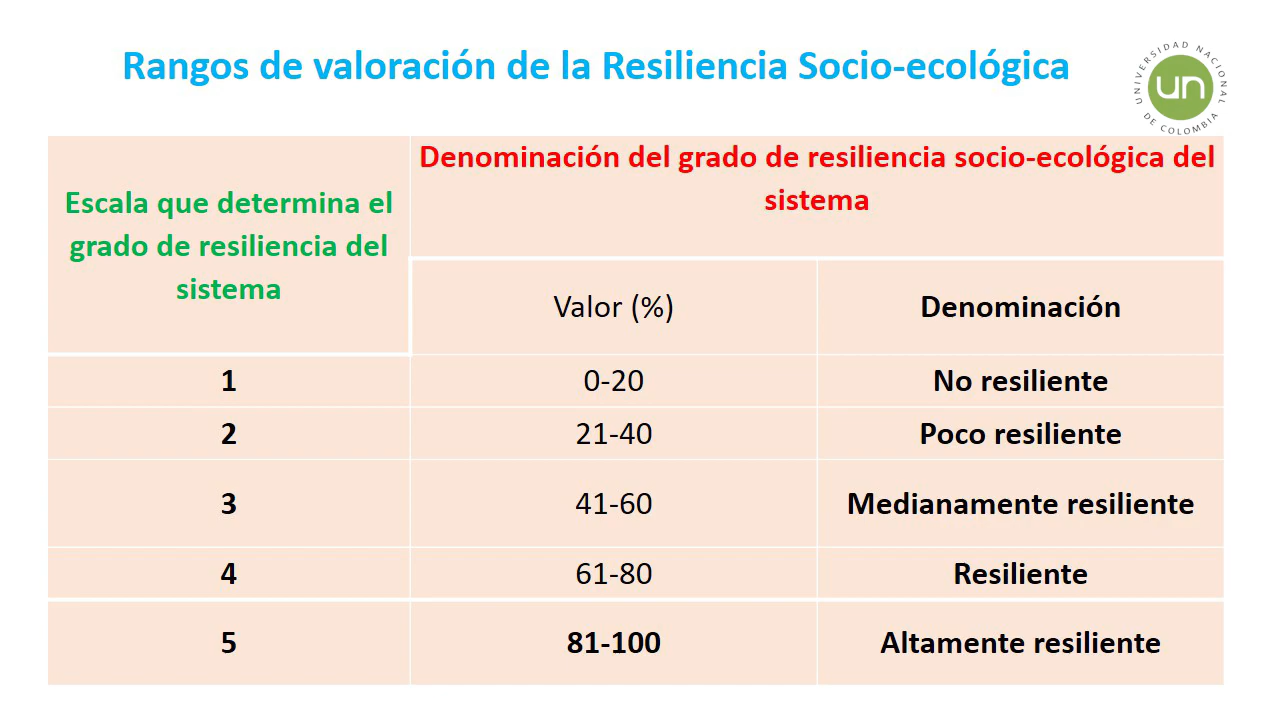 Rangos de valoración de la Resiliencia Socio-ecológica
UNIVERSIDAD NACIONAL
DE COLOMBIA
un
Escala que determina el
grado de resiliencia del
sistema
Denominación del grado de resiliencia socio-ecológica del
sistema
Valor (%)
Denominación
1
0-20
No resiliente
2
21-40
Poco resiliente
3
41-60
Medianamente resiliente
4
61-80
Resiliente
5
81-100
Altamente resiliente